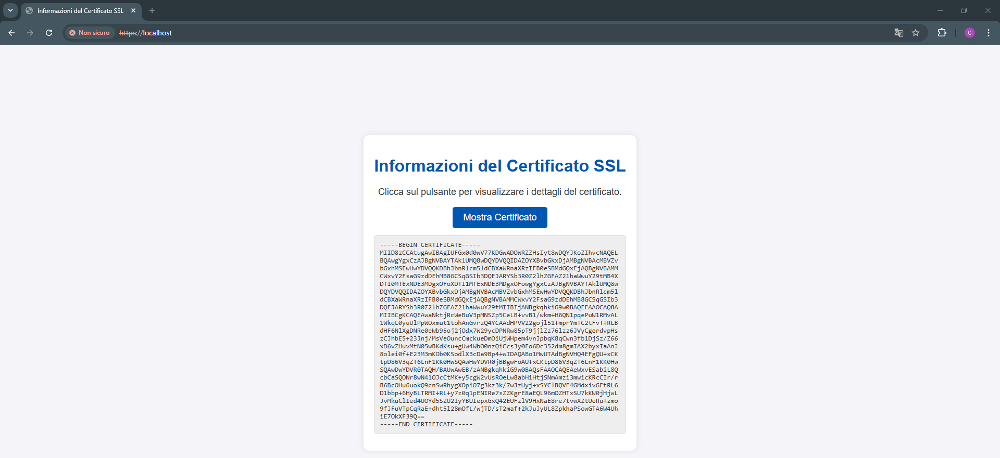 Informazioni del Certificato SSL
Non sicuro
https://localhost
G
Informazioni del Certificato SSL
Clicca sul pulsante per visualizzare i dettagli del certificato.
Mostra Certificato
-----BEGIN CERTIFICATE-----
MIID8zCCAtugAwIBAgIUFGx0d0wV77KDGwADOWRZZHsIyt8wDQYJKoZIhvcNAQEL
BQAwgYgxCzAJBgNVBAYTAklUMQ8wDQYDVQQIDAZOYXBvbGkxDjAMBgNVBAcMBVZv
bGxhMSEwHwYDVQQKDBhJbnRlcm5ldCBXaWRnaXRzIFB0eSBMdGQxEjAQBgNVBAMM
CWxvY2FsaG9zdDEhMB8GCSqGSIb3DQEJARYSb3R0Z2lhZGFAZ21haWwuY29tMB4X
DTI0MTExNDE3MDgxOFoXDTI1MTExNDE3MDgxOFowgYgxCzAJBgNVBAYTAklUMQ8w
DQYDVQQIDAZOYXBvbGkxDjAMBgNVBAcMBVZvbGxhMSEwHwYDVQQKDBhJbnRlcm5l
dCBXaWRnaXRzIFB0eSBMdGQxEjAQBgNVBAMMCWxvY2FsaG9zdDEhMB8GCSqGSIb3
DQEJARYSb3R0Z2lhZGFAZ21haWwuY29tMIIBIjANBgkqhkiG9w0BAQEFAAOCAQ8A
MIIBCgKCAQEAwaNktjRcWeBuV3pMNSZp5CeLB+vvB1/wkm+H6QN1pqePuW1RMvAL
1WkqL0yuUlPpWOxmut1tohAnGvrzQ4YCAAdHPVV22gojl51+mprYmTC2tFvT+RLB
dHF6NlXgDNRe0eWb95oj2jOdx7W29ycDPNRw85pT9jjlZz76lzz6JVyCgerdvpHs
zCJhbE5+23Jnj/MsVeOuncCmckueDmOiUjWHpem4vnJpbqK8qCwn3fb1DjSz/Z66
xD6vZHuvMtN05wBKdKsu+gUw4WbO0nzQiCcs3y0Eo6Dc352dm8gmIAX2byxIaAnJ
8olei0f+E23M3mKOb0KSodlX3cDa9Bp4+wIDAQABo1MwUTAdBgNVHQ4EFgQU+xCK
tpD86V3qZT6LnF1KK0HwSQAwHwYDVR0jBBgwFoAU+xCKtpD86V3qZT6LnF1KK0Hw
SQAwDwYDVR0TAQH/BAUwAwEB/zANBgkqhkiG9w0BAQsFAAOCAQEAeWxvESabiL8Q
cbCaSQONr8wN41OJcCtMK+y5cgW2vUsROeLw8abHiHtjSNmAmzi3mwicKRcCIr/r
B6BcOHu6uokQ9cnSwRhygXOpiO7g3kz3k/7wJzUyj+xSYClBQVF4GMdxivGFtRL6
D1bbp+6HyBLTRMI+RL+y7z0q1pENIRe7sZZKgrE8aEQL96mOZHTxSU7kKW0jHjwL
JvMkuClIed4UOYd5SZU2IyYBUIepxGxQ42EUFzlV9HxNaE8re7tvwXZtUeRu+zmo
9fJFuVTpCqRaE+dht5l28mOfL/wjTD/sT2maf+2kJuJyUL8ZpkhaPSowGTA6W4Uh
iE7OkXF39Q==
-----END CERTIFICATE-----